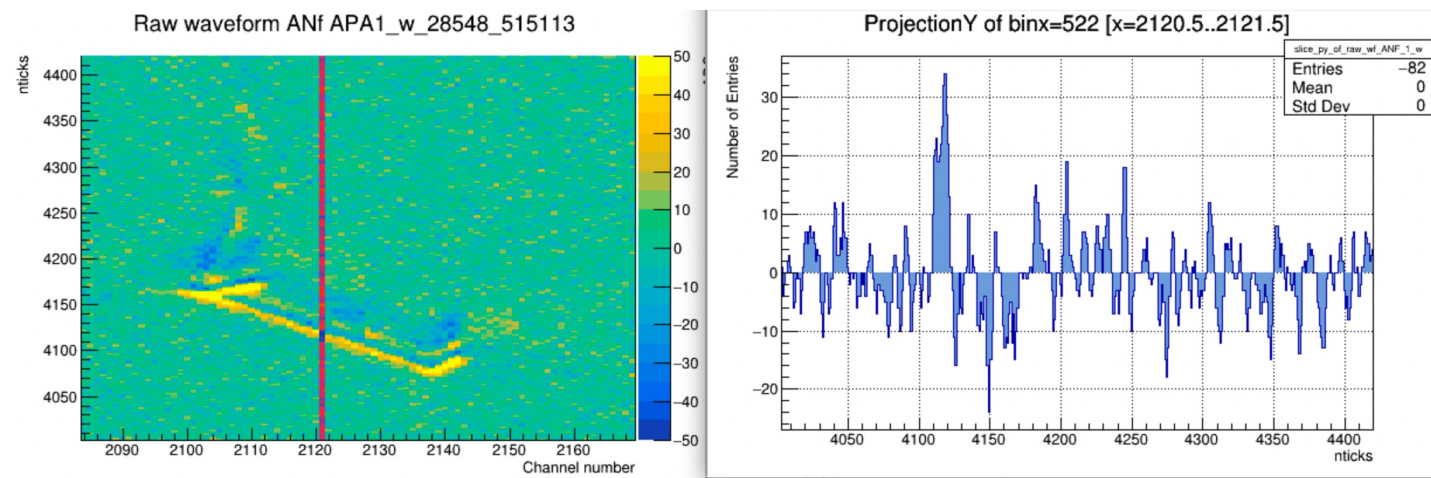 Raw waveform ANf APA1_w_28548_515113
nticks
4400
4350
4300
4250
4200
4150
4100
4050
2090 2100 2110 2120 2130 2140 2150 2160
Channel number
50
40
30
20
10
0
−10
−20
−30
−40
−50
ProjectionY of binx=522 [x=2120.5..2121.5]
slice_py_of_raw_wf_ANF_1_w
Entries −82
Mean 0
Std Dev 0
Number of Entries
30
20
10
0
−10
−20
4050 4100 4150 4200 4250 4300 4350 4400
nticks